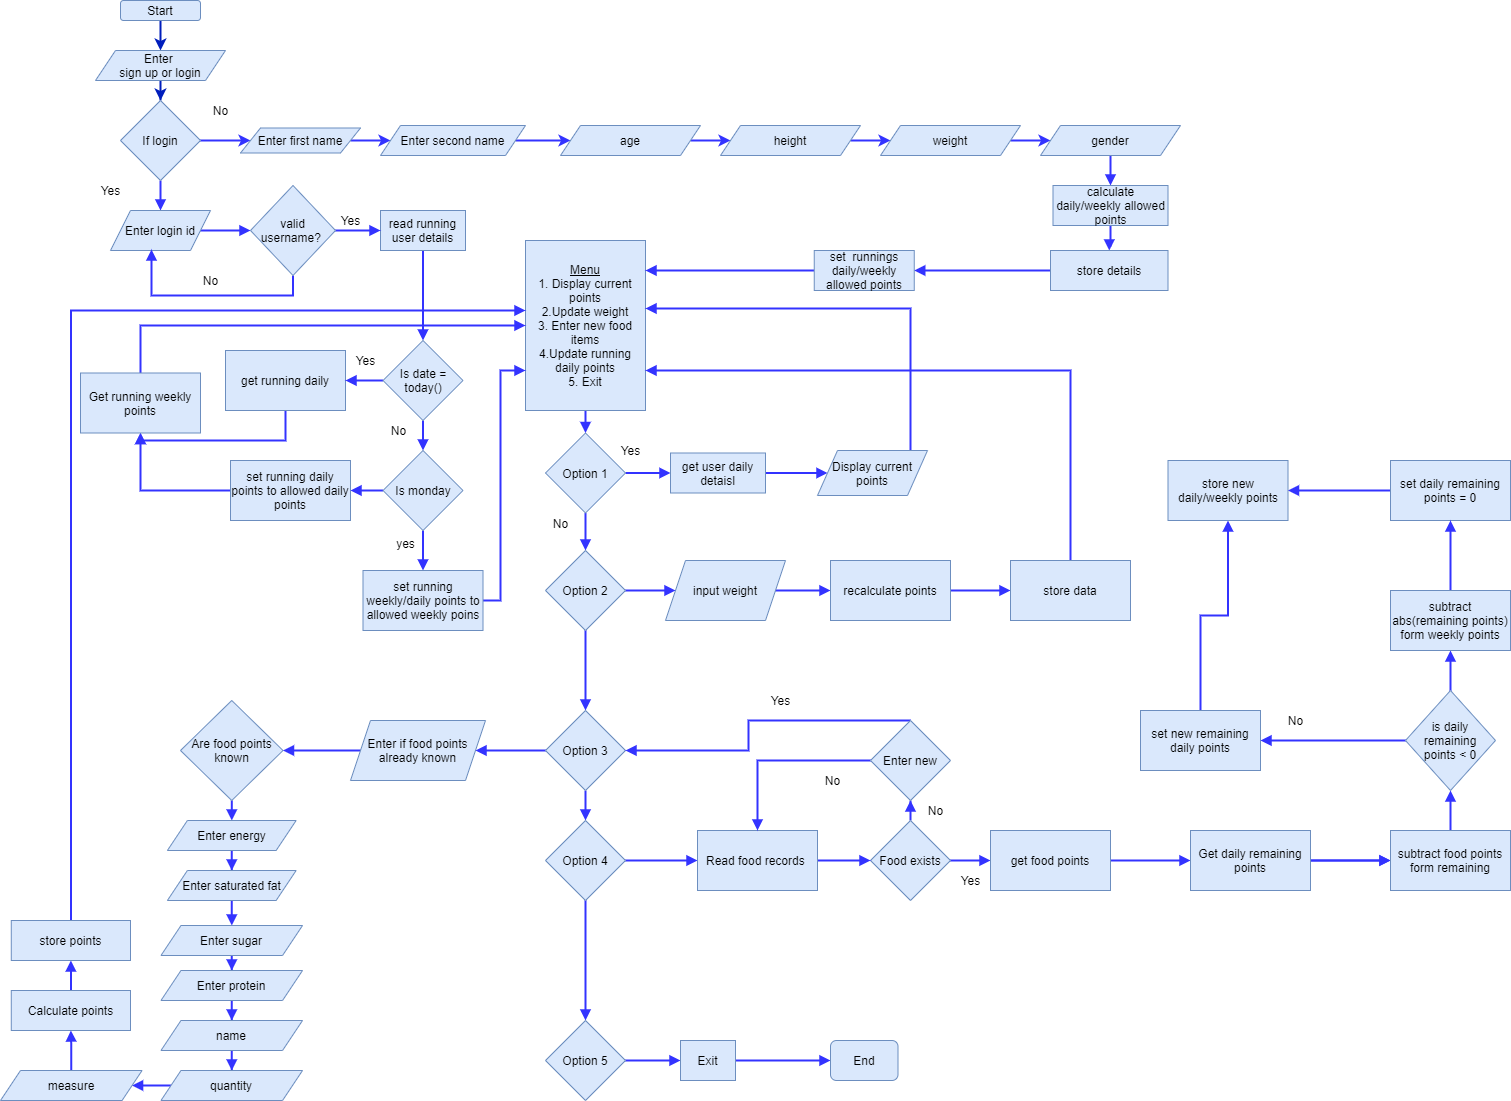 Start
Enter
sign up or login
No
If login
Enter first name
Enter second name
age
height
weight
gender
Yes
calculate
daily/weekly allowed
points
Enter login id
valid
username?
Yes
read running
user details
No
set  runnings
daily/weekly
allowed points
store details
Menu
1. Display current
points
2.Update weight
3. Enter new food
items
4.Update running
daily points
5. Exit
Is date =
today()
Yes
get running daily
Get running weekly
points
No
Is monday
set running daily
points to allowed daily
points
yes
set running
weekly/daily points to
allowed weekly poins
Option 1
Yes
get user daily
detaisl
Display current
points
No
Option 2
input weight
recalculate points
store data
store new
daily/weekly points
set daily remaining
points = 0
subtract
abs(remaining points)
form weekly points
is daily
remaining
points < 0
No
set new remaining
daily points
Option 3
Enter if food points
already known
Are food points
known
Yes
Enter new
No
No
Option 4
Read food records
Food exists
Yes
get food points
Get daily remaining
points
subtract food points
form remaining
Enter energy
Enter saturated fat
Enter sugar
Enter protein
name
quantity
measure
Calculate points
store points
Option 5
Exit
End